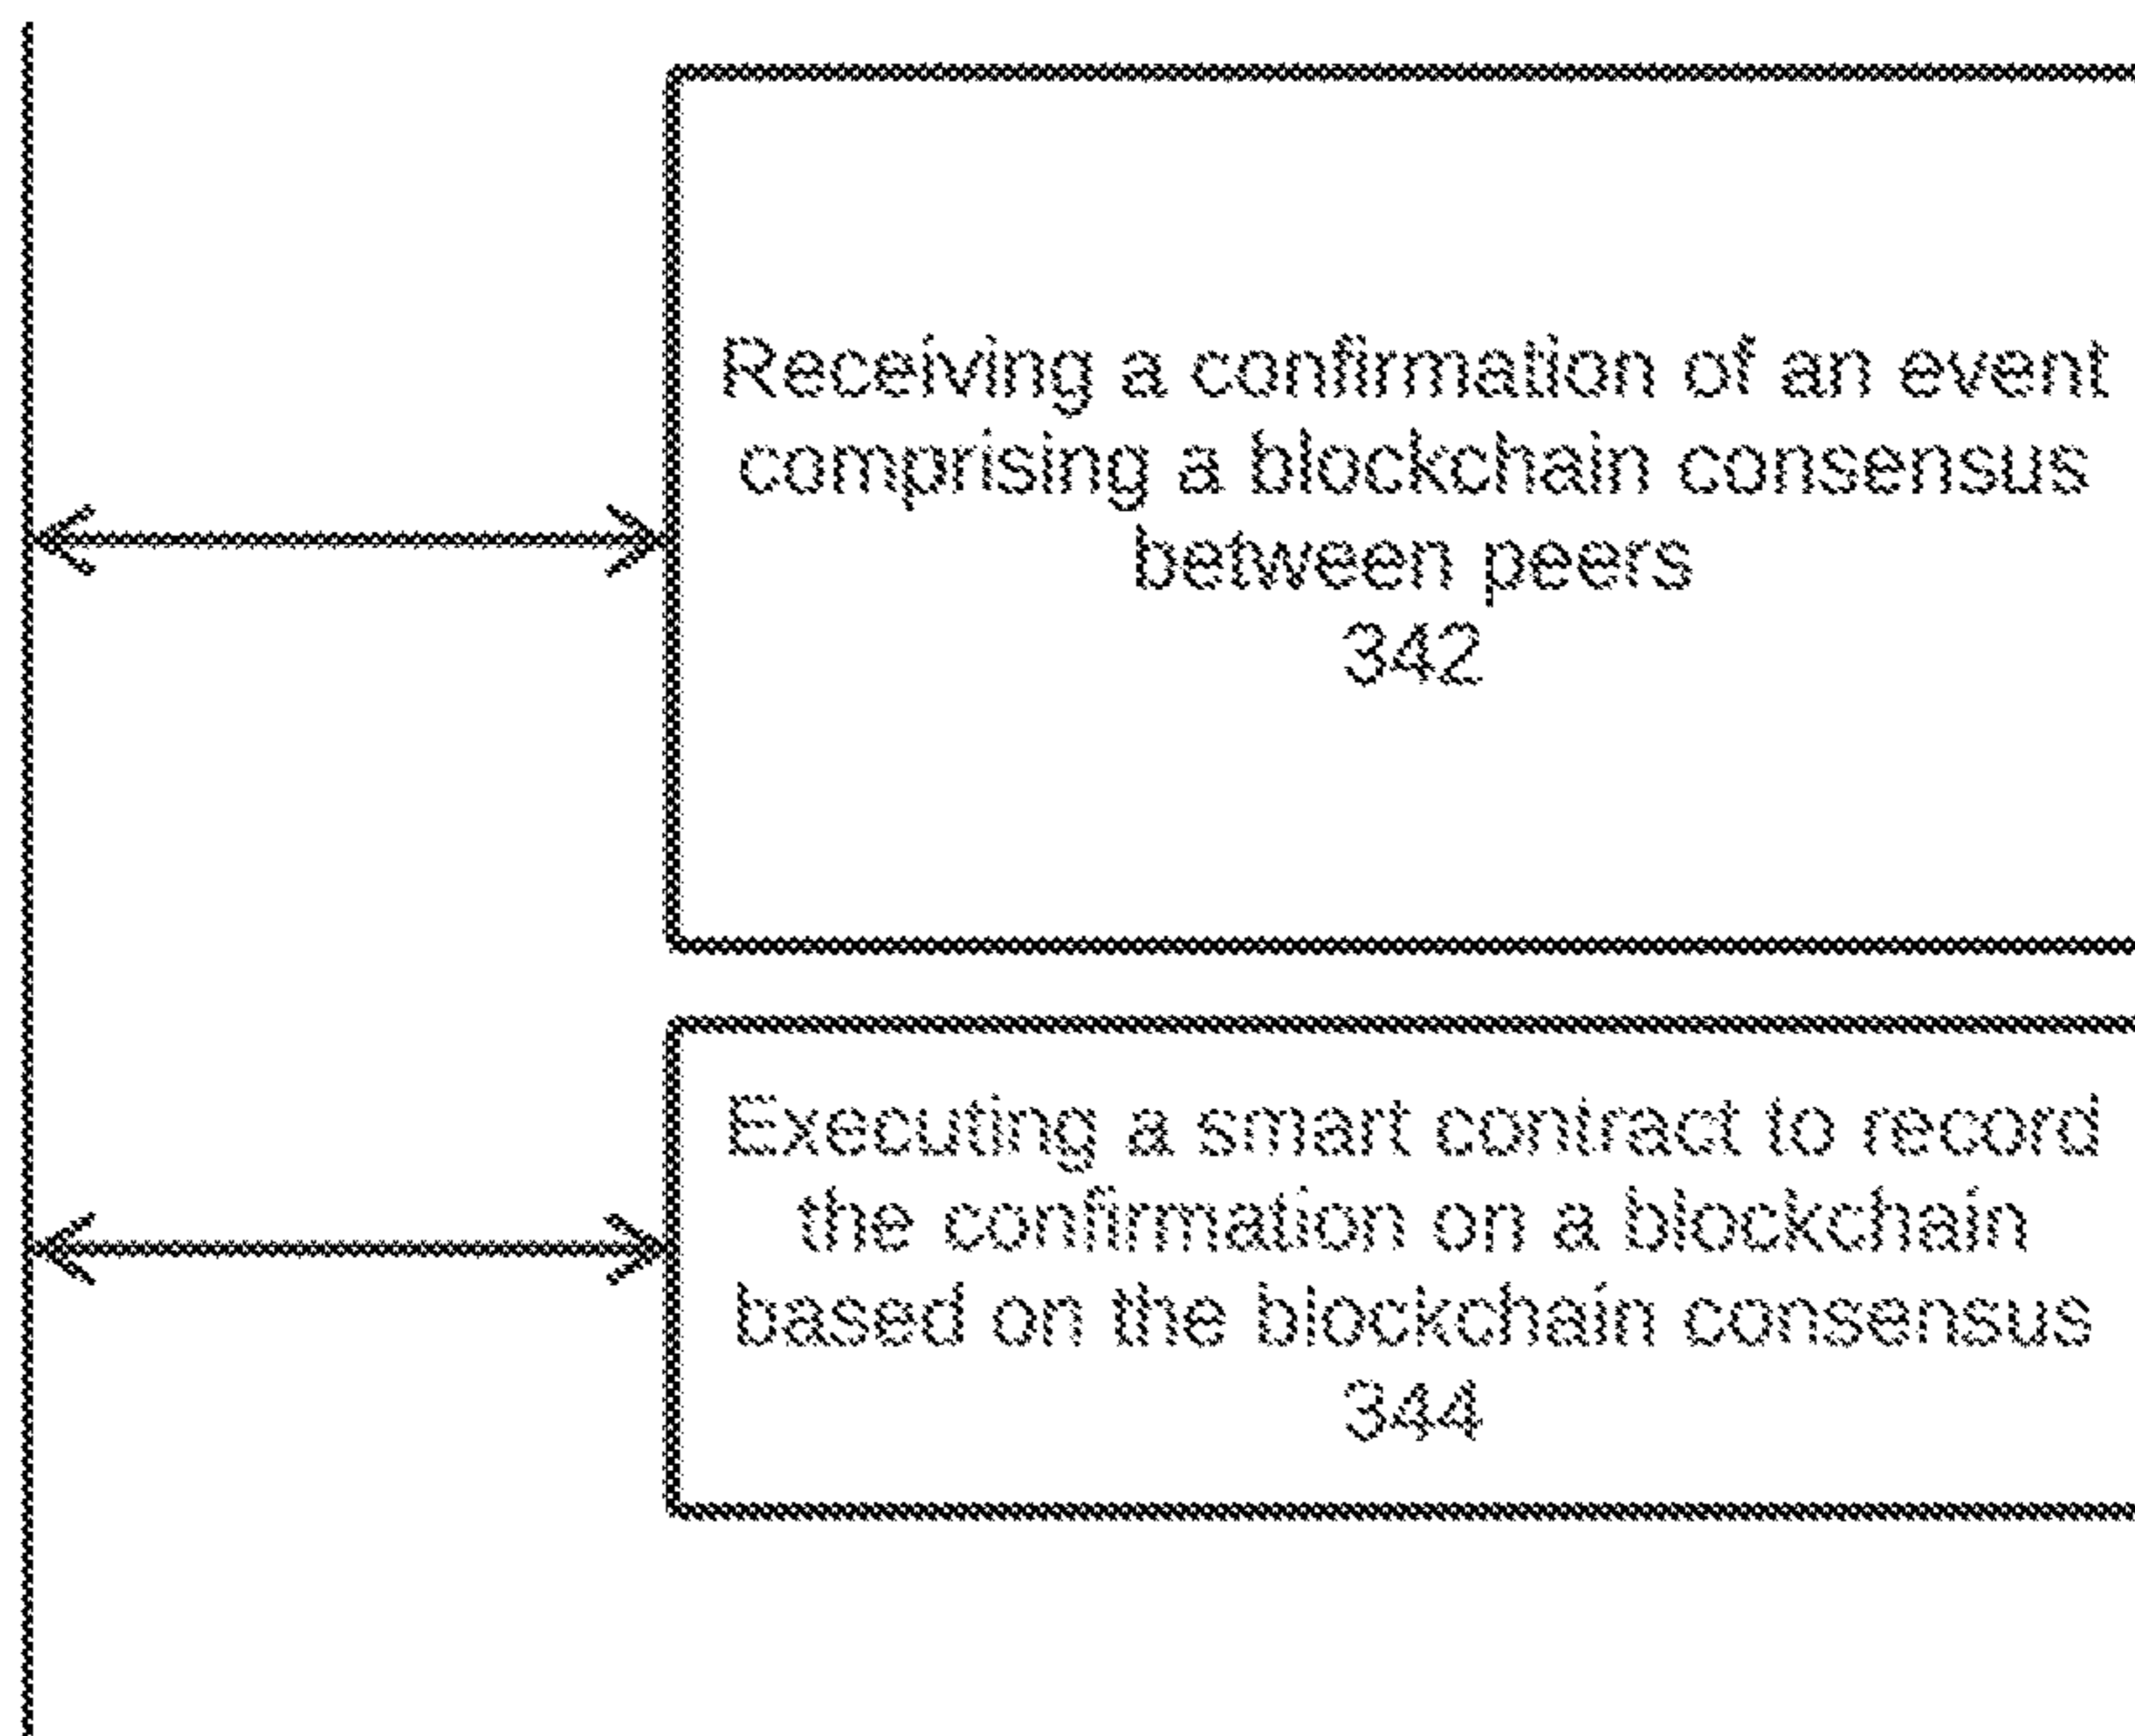 Receiving a confirmation of an event
comprising a blockchain consensus
between peers
342
Executing a smart contract to record
the confirmation on a blockchain
based on the blockchain consensus
344